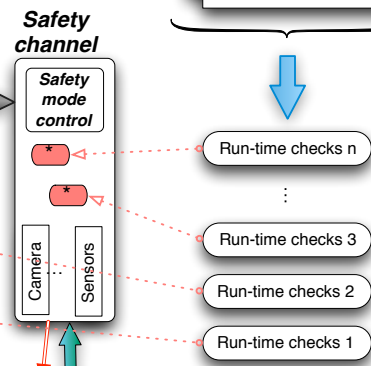 Safety
channel
Safety
mode
control
*
*
Camera
...
Sensors
Run-time checks n
...
Run-time checks 3
Run-time checks 2
Run-time checks 1